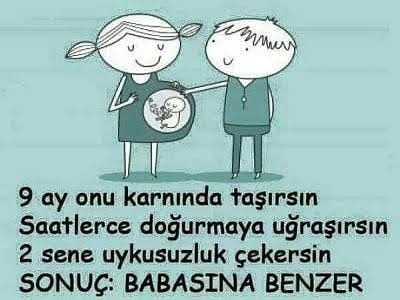 9 ay onu karnında taşırsın
Saatlerce doğurmaya uğraşırsın
2 sene uykusuzluk çekersin
SONUÇ: BABASINA BENZER